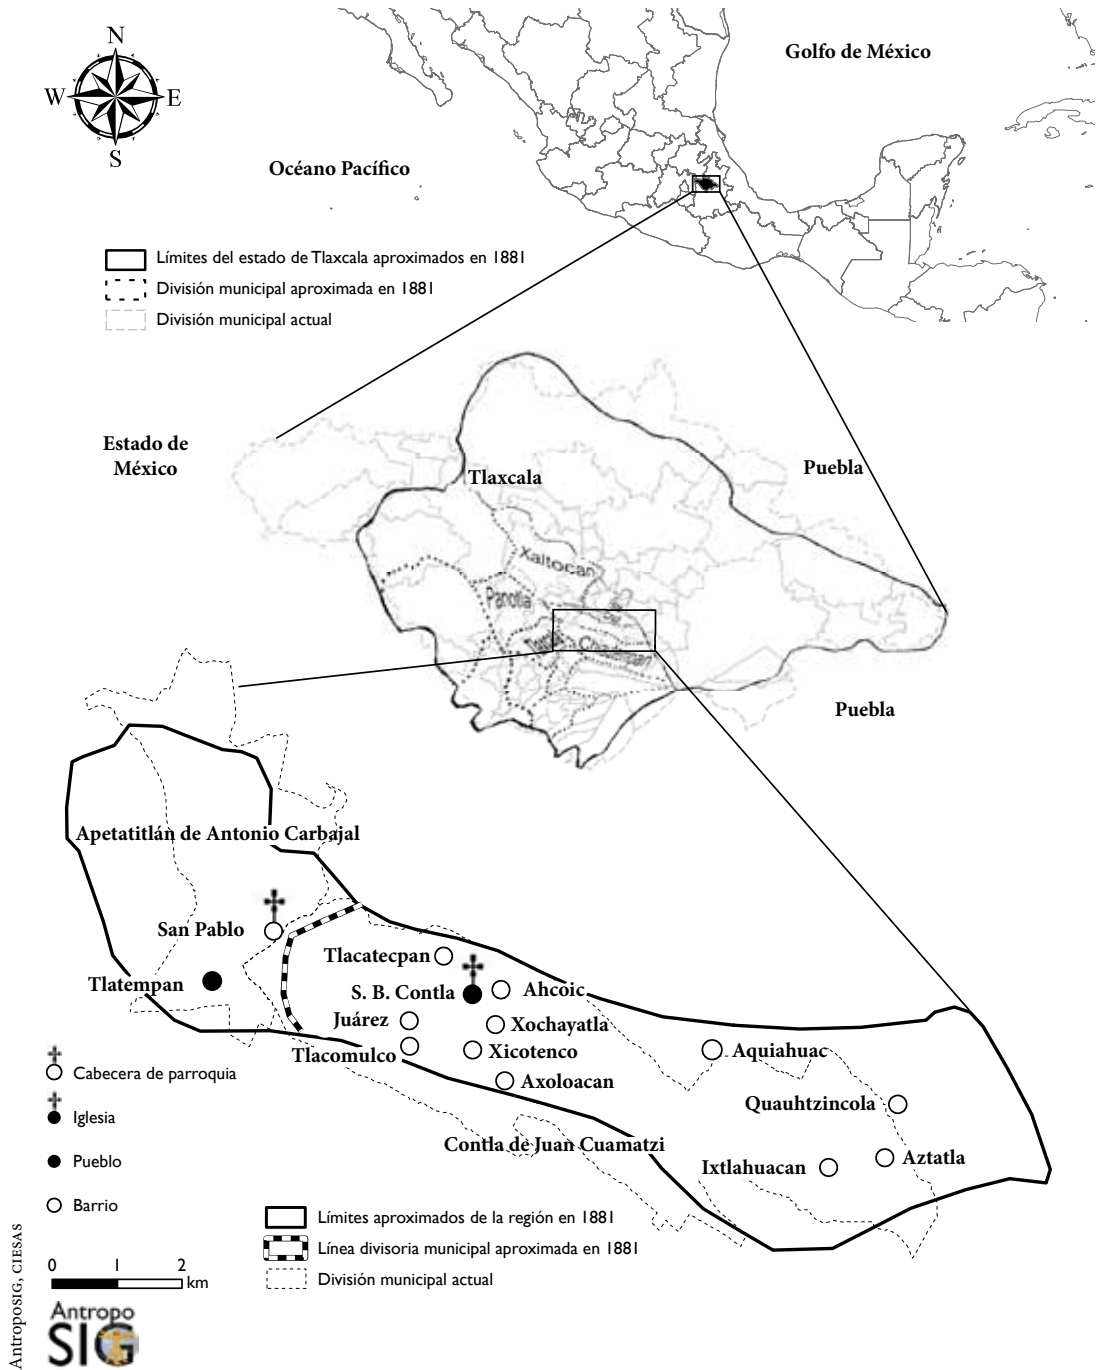 N
W
E
S
Golfo de México
Océano Pacífico
Límites del estado de Tlaxcala aproximados en 1881
División municipal aproximada en 1881
División municipal actual
Estado de
México
Tlaxcala
Puebla
Xaltocan
Panotla
Puebla
Apetatitlán de Antonio Carbajal
San Pablo
Tlatempan
Tlacatecpan
S. B. Contla
Ahcoic
Juárez
Xochayatla
Tlacomulco
Xicotenco
Aquiahuac
Axoloacan
Quauhtzincola
Contla de Juan Cuamatzi
Ixtlahuacan
Aztatla
Cabecera de parroquia
Iglesia
Pueblo
Barrio
Límites aproximados de la región en 1881
Línea divisoria municipal aproximada en 1881
División municipal actual
0 1 2
km
Antropo
SIG
AntropoSIG, CIESAS